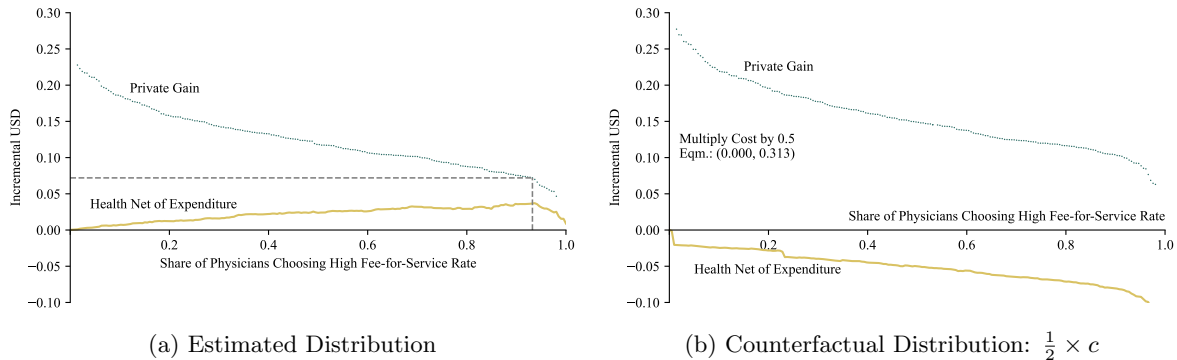 0.30
0.25
0.20
0.15
0.10
0.05
0.00
−0.05
−0.10
Incremental USD
Private Gain
Health Net of Expenditure
0.2
0.4
0.6
0.8
1.0
Share of Physicians Choosing High Fee-for-Service Rate
(a) Estimated Distribution
0.30
0.25
0.20
0.15
0.10
0.05
0.00
−0.05
−0.10
Incremental USD
Private Gain
Multiply Cost by 0.5
Eqm.: (0.000, 0.313)
Share of Physicians Choosing High Fee-for-Service Rate
0.2
0.4
0.6
0.8
1.0
Health Net of Expenditure
(b) Counterfactual Distribution: ½ × c